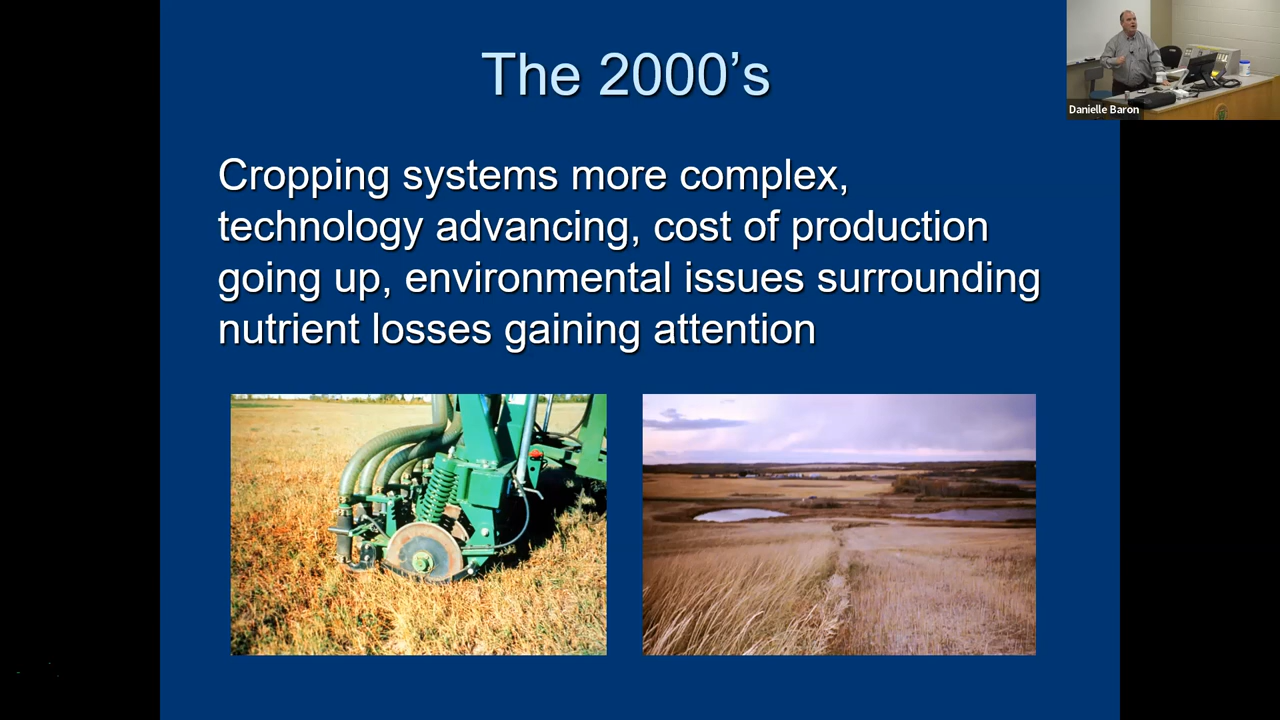 The 2000’s
Danielle Baron
Cropping systems more complex,
technology advancing, cost of production
going up, environmental issues surrounding
nutrient losses gaining attention